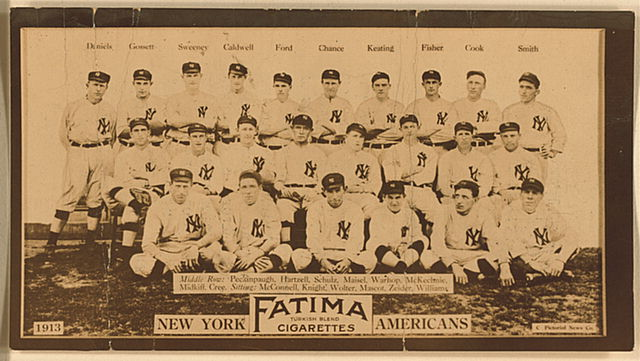 Daniels Gossett Sweeney Caldwell Ford Chance Keating Fisher Cook Smith
Middle Row: Peckinpaugh, Hartzell, Schulz, Maisel, Warhop, McKechnie,
Midkiff, Cree. Sitting: McConnell, Knight, Wolter, Mascot, Zeider, Williams.
1913
NEW YORK
FATIMA
TURKISH BLEND
CIGARETTES
AMERICANS
C Pictorial News Co.